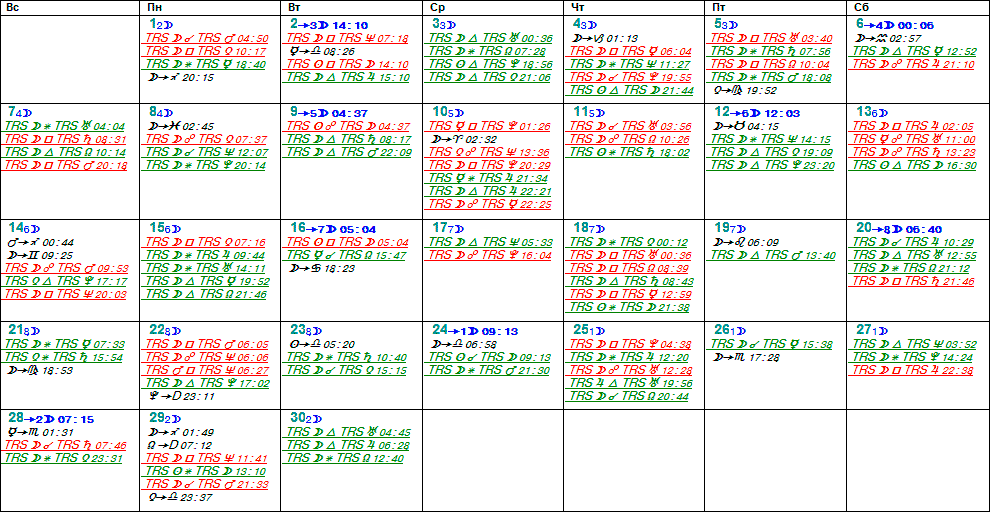 Вс Пн Вт Ср Чт Пт Сб
1 2☽
TRS ☽ ☌ TRS ♂ 04:50
TRS ☽ □ TRS ♀ 10:17
TRS ☽ ⚹ TRS ☿ 18:40
☽→♐ 20:15
2→3☽ 14:10
TRS ☽ □ TRS ♆ 07:18
☿→♎ 08:26
TRS ☉ □ TRS ☽ 14:10
TRS ☽ △ TRS ♃ 15:10
3 3☽
TRS ☽ △ TRS ♅ 00:36
TRS ☽ ⚹ TRS ☊ 07:28
TRS ☉ △ TRS ♆ 18:56
TRS ☽ △ TRS ♀ 21:06
4 3☽
☽→♑ 01:13
TRS ☽ □ TRS ☿ 06:04
TRS ☽ ⚹ TRS ♆ 11:27
TRS ☽ ☌ TRS ♇ 19:55
TRS ☉ △ TRS ☽ 21:44
5 3☽
TRS ☽ □ TRS ♅ 03:40
TRS ☽ ⚹ TRS ♄ 07:56
TRS ☽ □ TRS ☊ 10:04
TRS ☽ ⚹ TRS ♂ 18:08
♀→♍ 19:52
6→4☽ 00:06
☽→♒ 02:57
TRS ☽ △ TRS ☿ 12:52
TRS ☽ ☍ TRS ♃ 21:10
7 4☽
TRS ☽ ⚹ TRS ♅ 04:04
TRS ☽ □ TRS ♄ 08:31
TRS ☽ △ TRS ☊ 10:14
TRS ☽ □ TRS ♂ 20:18
8 4☽
☽→♓ 02:45
TRS ☽ ☍ TRS ♀ 07:37
TRS ☽ ☌ TRS ♆ 12:07
TRS ☽ ⚹ TRS ♇ 20:14
9→5☽ 04:37
TRS ☉ ☍ TRS ☽ 04:37
TRS ☽ △ TRS ♄ 08:17
TRS ☽ △ TRS ♂ 22:09
10 5☽
TRS ☿ □ TRS ♇ 01:26
☽→♈ 02:32
TRS ♀ ☍ TRS ♆ 13:36
TRS ☽ □ TRS ♇ 20:29
TRS ☿ ⚹ TRS ♃ 21:34
TRS ☽ △ TRS ♃ 22:21
TRS ☽ ☍ TRS ☿ 22:25
11 5☽
TRS ☽ ☌ TRS ♅ 03:56
TRS ☽ ☍ TRS ☊ 10:26
TRS ☉ ⚹ TRS ♄ 18:02
12→6☽ 12:03
☽→♉ 04:15
TRS ☽ ⚹ TRS ♆ 14:15
TRS ☽ △ TRS ♀ 19:09
TRS ☽ △ TRS ♇ 23:20
13 6☽
TRS ☽ □ TRS ♃ 02:05
TRS ☿ ☍ TRS ♅ 11:00
TRS ☽ ☍ TRS ♄ 13:23
TRS ☉ △ TRS ☽ 16:30
14 6☽
♂→♐ 00:44
☽→♊ 09:25
TRS ☽ ☍ TRS ♂ 09:53
TRS ♀ △ TRS ♇ 17:17
TRS ☽ □ TRS ♆ 20:03
15 6☽
TRS ☽ □ TRS ♀ 07:16
TRS ☽ ⚹ TRS ♃ 09:44
TRS ☽ ⚹ TRS ♅ 14:11
TRS ☽ △ TRS ☿ 19:52
TRS ☽ △ TRS ☊ 21:46
16→7☽ 05:04
TRS ☉ □ TRS ☽ 05:04
TRS ☿ ☌ TRS ☊ 15:47
☽→♋ 18:23
17 7☽
TRS ☽ △ TRS ♆ 05:33
TRS ☽ ☍ TRS ♇ 16:04
18 7☽
TRS ☽ ⚹ TRS ♀ 00:12
TRS ☽ □ TRS ♅ 00:36
TRS ☽ □ TRS ☊ 08:39
TRS ☽ △ TRS ♄ 08:43
TRS ☽ □ TRS ☿ 12:59
TRS ☉ ⚹ TRS ☽ 21:38
19 7☽
☽→♌ 06:09
TRS ☽ △ TRS ♂ 13:40
20→8☽ 06:40
TRS ☽ ☌ TRS ♃ 10:29
TRS ☽ △ TRS ♅ 12:55
TRS ☽ ⚹ TRS ☊ 21:12
TRS ☽ □ TRS ♄ 21:46
21 8☽
TRS ☽ ⚹ TRS ☿ 07:33
TRS ♀ ⚹ TRS ♄ 15:54
☽→♍ 18:53
22 8☽
TRS ☽ □ TRS ♂ 06:05
TRS ☽ ☍ TRS ♆ 06:06
TRS ♂ □ TRS ♆ 06:27
TRS ☽ △ TRS ♇ 17:02
♇→D 23:11
23 8☽
☉→♎ 05:20
TRS ☽ ⚹ TRS ♄ 10:40
TRS ☽ ☌ TRS ♀ 15:15
24→1☽ 09:13
☽→♎ 06:58
TRS ☉ ☌ TRS ☽ 09:13
TRS ☽ ⚹ TRS ♂ 21:30
25 1☽
TRS ☽ □ TRS ♇ 04:38
TRS ☽ ⚹ TRS ♃ 12:20
TRS ☽ ☍ TRS ♅ 12:28
TRS ♃ △ TRS ♅ 19:56
TRS ☽ ☌ TRS ☊ 20:44
26 1☽
TRS ☽ ☌ TRS ☿ 15:38
☽→♏ 17:28
27 1☽
TRS ☽ △ TRS ♆ 03:52
TRS ☽ ⚹ TRS ♇ 14:24
TRS ☽ □ TRS ♃ 22:38
28→2☽ 07:15
☿→♏ 01:31
TRS ☽ ☌ TRS ♄ 07:46
TRS ☽ ⚹ TRS ♀ 23:31
29 2☽
☽→♐ 01:49
☊→D 07:12
TRS ☽ □ TRS ♆ 11:41
TRS ☉ ⚹ TRS ☽ 13:10
TRS ☽ ☌ TRS ♂ 21:33
♀→♎ 23:37
30 2☽
TRS ☽ △ TRS ♅ 04:45
TRS ☽ △ TRS ♃ 06:28
TRS ☽ ⚹ TRS ☊ 12:40